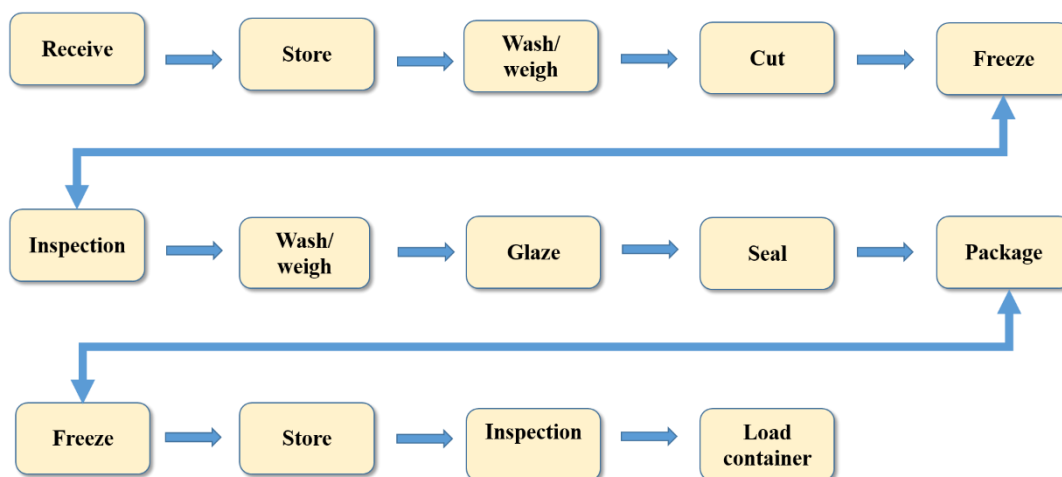 Receive
Store
Wash/
weigh
Cut
Freeze
Inspection
Wash/
weigh
Glaze
Seal
Package
Freeze
Store
Inspection
Load
container